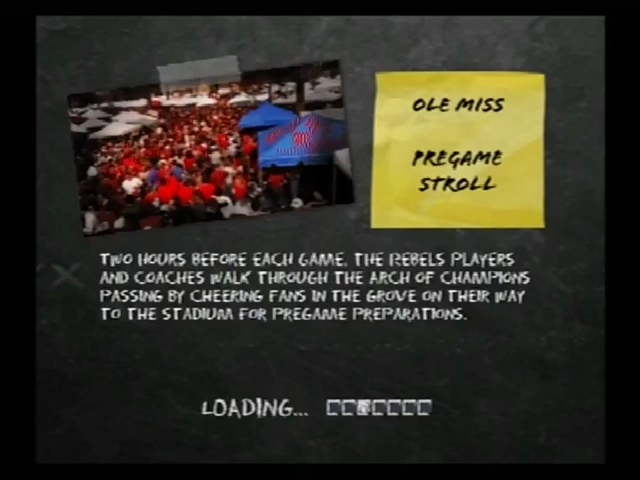 OLE MISS
PREGAME
STROLL
TWO HOURS BEFORE EACH GAME, THE REBELS PLAYERS
AND COACHES WALK THROUGH THE ARCH OF CHAMPIONS
PASSING BY CHEERING FANS IN THE GROVE ON THEIR WAY
TO THE STADIUM FOR PREGAME PREPARATIONS.
LOADING...